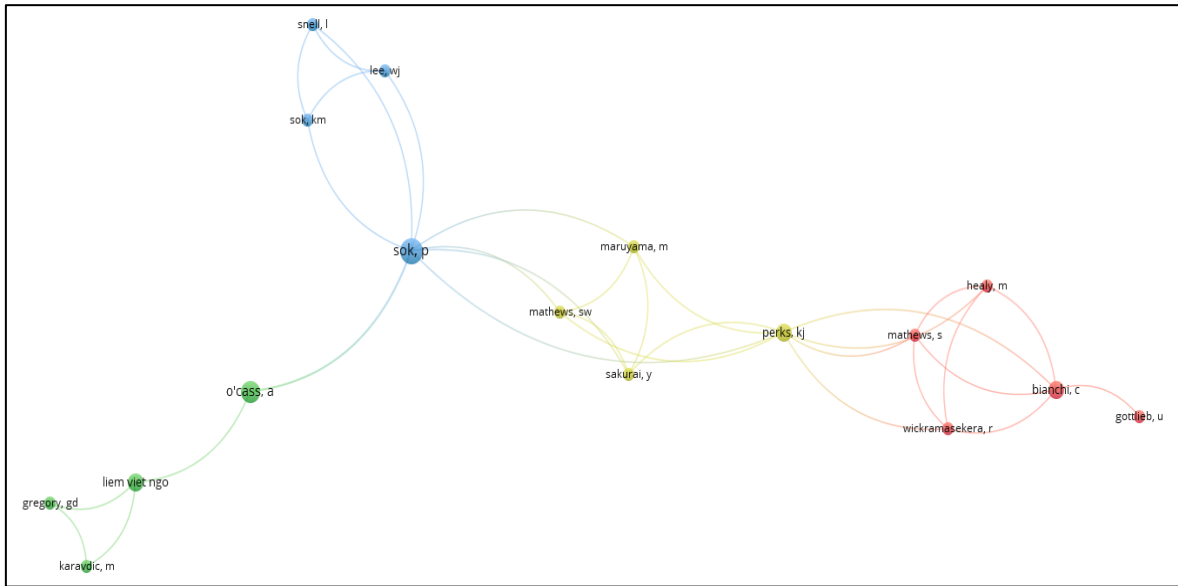 snell, l
lee, wj
sok, km
sok, p
maruyama, m
healy, m
mathews, sw
perks, kj
mathews, s
sakurai, y
o'cass, a
bianchi, c
gottlieb, u
wickramasekera, r
liem viet ngo
gregory, gd
karavdic, m